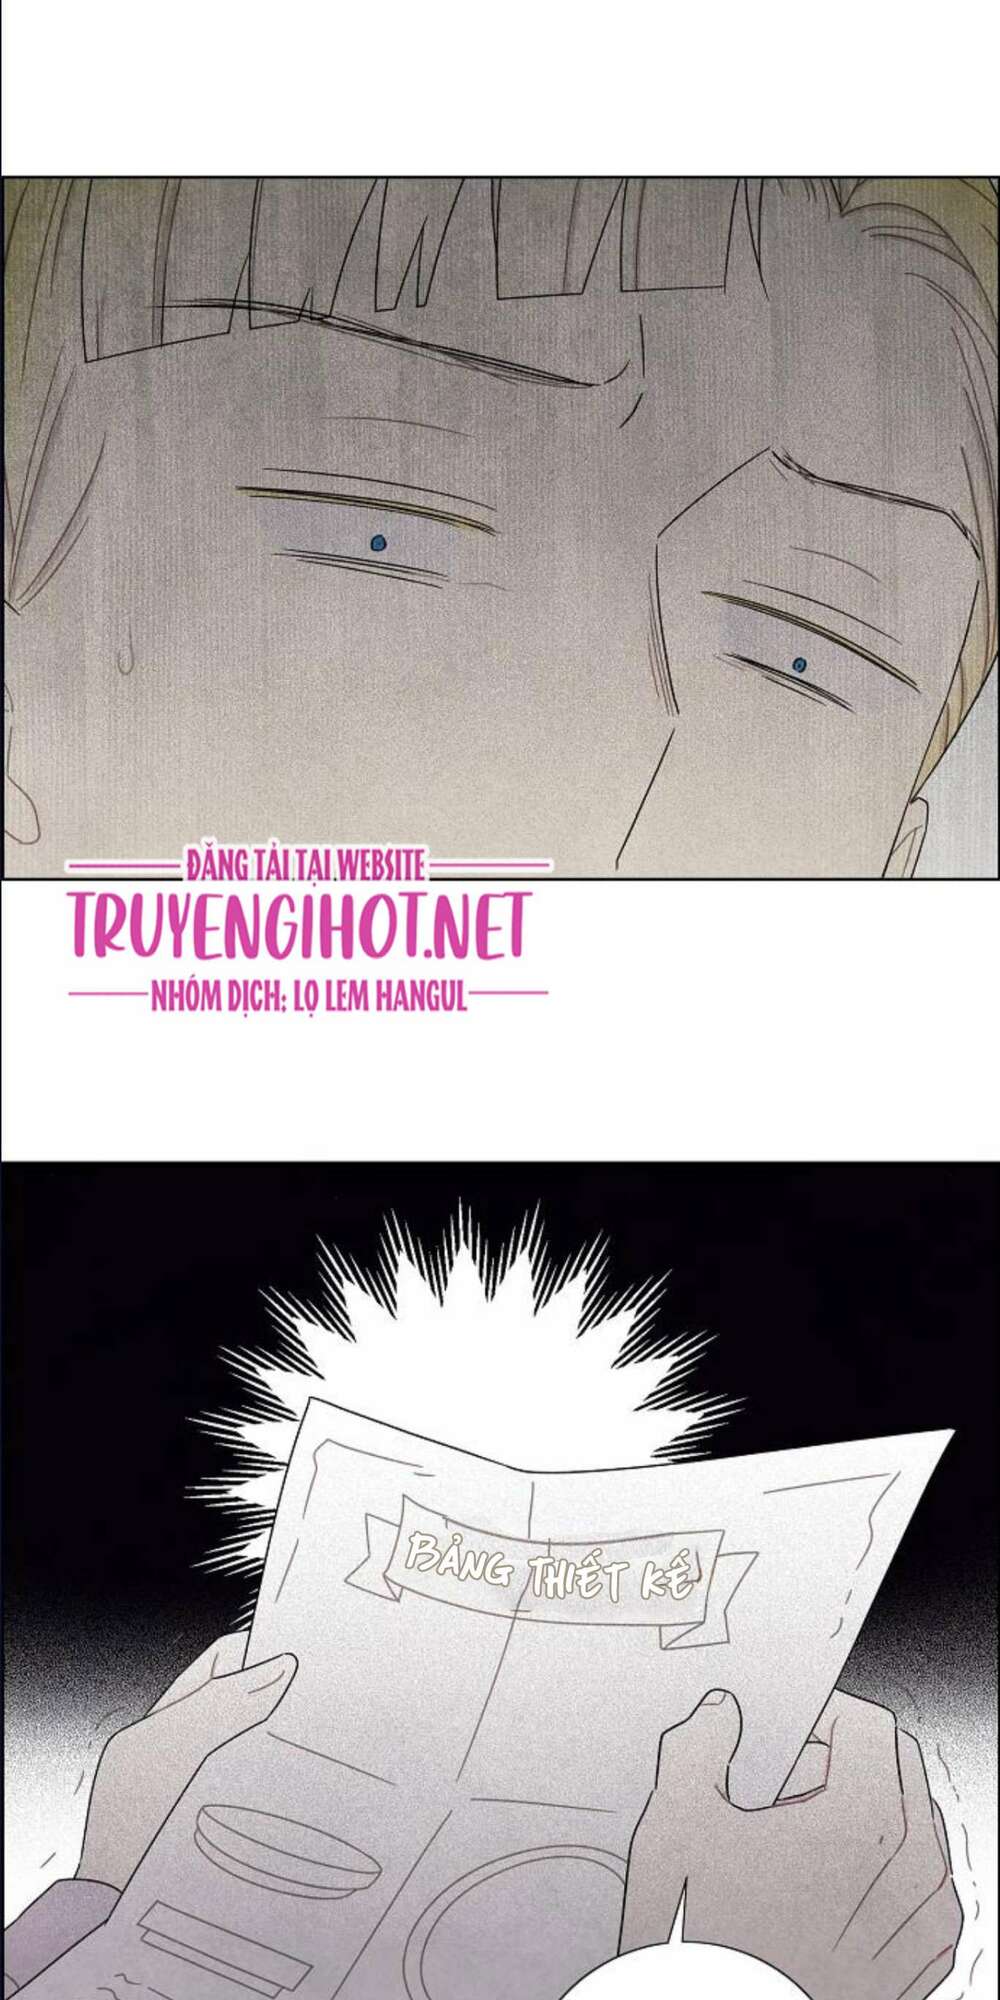 ĐĂNG TẢI TẠI WEBSITE
TRUYENGIHOT.NET
NHÓM DỊCH: LỌ LEM HANGUL
BẢNG THIẾT KẾ